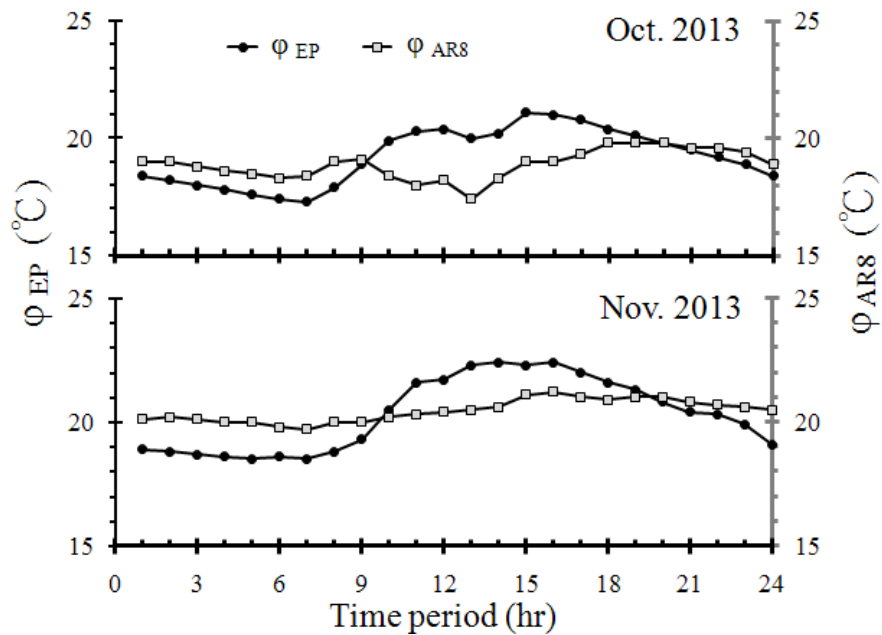 Oct. 2013
φ EP φ AR8
25 25
20 20
15 15
φ EP (℃)
φ AR8 (℃)
Nov. 2013
25 25
20 20
15 15
0 3 6 9 12 15 18 21 24
Time period (hr)